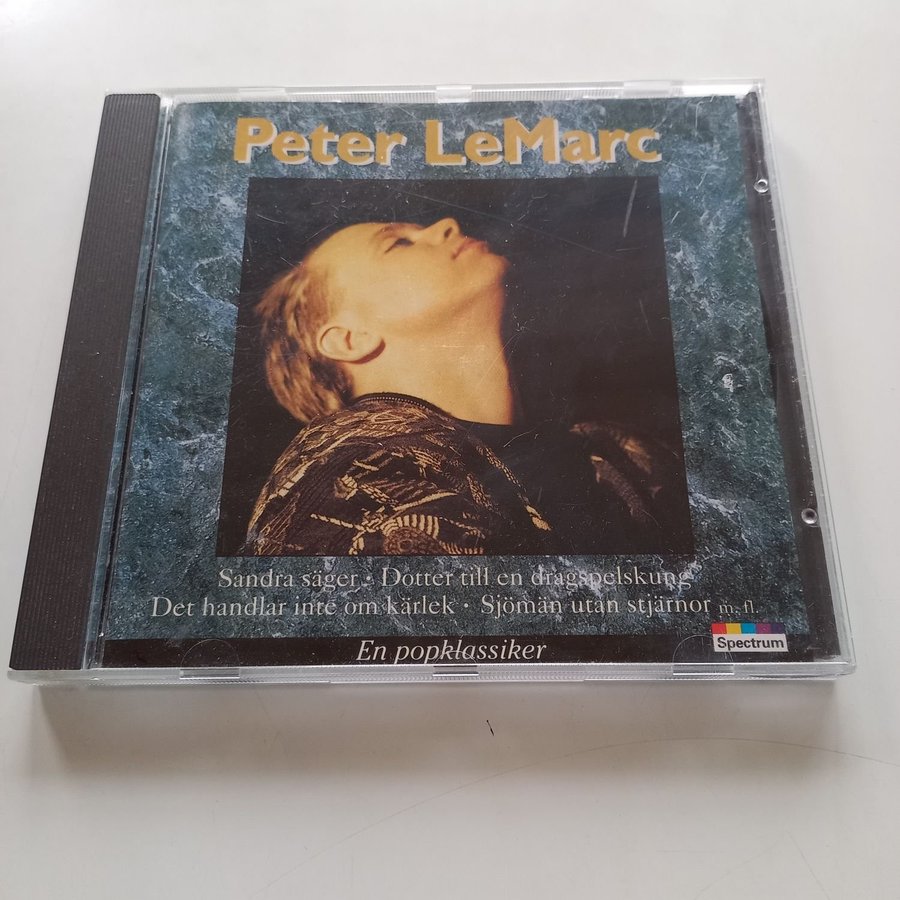 Peter LeMarc
Sandra säger · Dotter till en dragspelskung
Det handlar inte om kärlek · Sjömän utan stjärnor m. fl.
En popklassiker
Spectrum